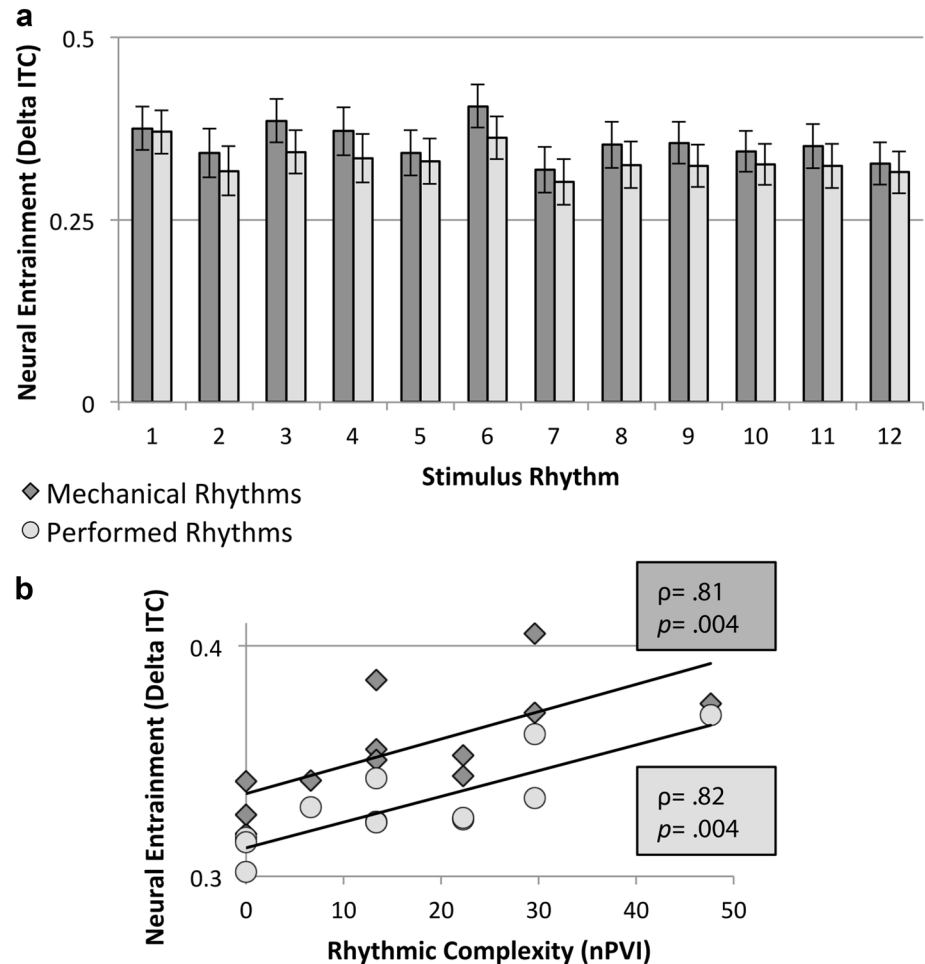 a
Neural Entrainment (Delta ITC)
0.5
0.25
0
1 2 3 4 5 6 7 8 9 10 11 12
Stimulus Rhythm
Mechanical Rhythms
Performed Rhythms
b
Neural Entrainment (Delta ITC)
0.4
0.3
ρ= .81
p= .004
ρ= .82
p= .004
0 10 20 30 40 50
Rhythmic Complexity (nPVI)